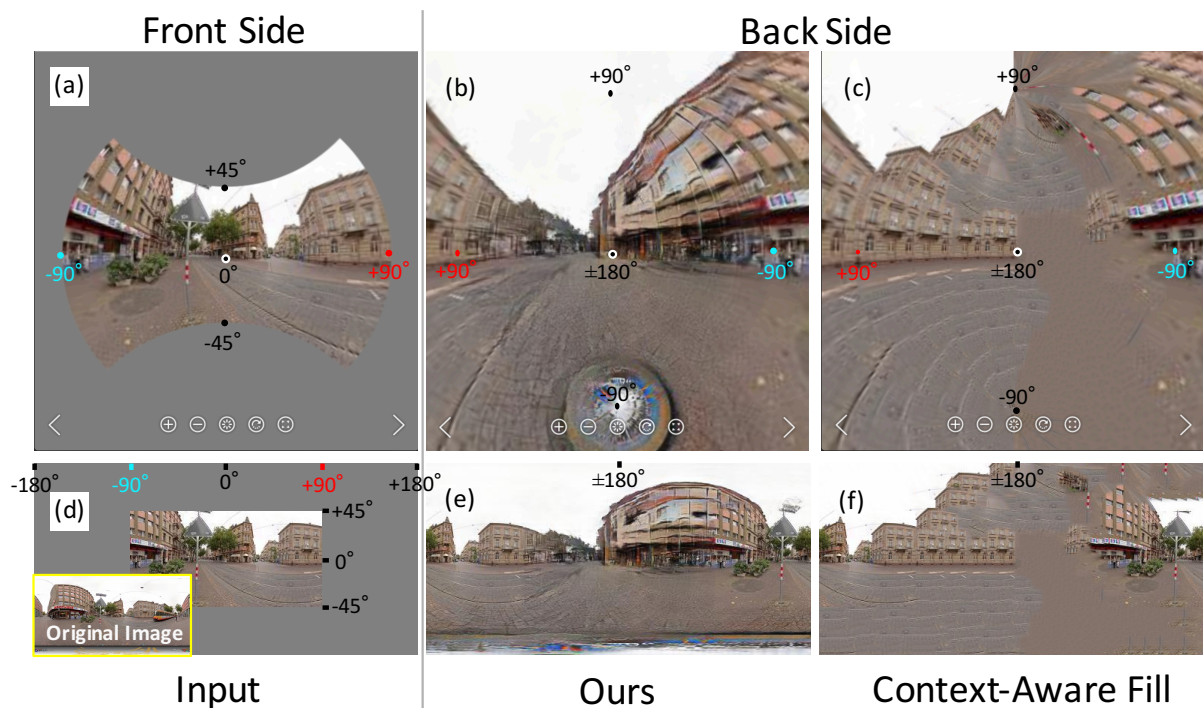 Front Side
Back Side
(a)
+45°
-90°
0°
+90°
-45°
(b)
+90°
+90°
±180°
-90°
-90°
(c)
+90°
+90°
±180°
-90°
-90°
-180°
-90°
0°
+90°
+180°
(d)
+45°
0°
-45°
Original Image
(e)
±180°
(f)
±180°
Input
Ours
Context-Aware Fill